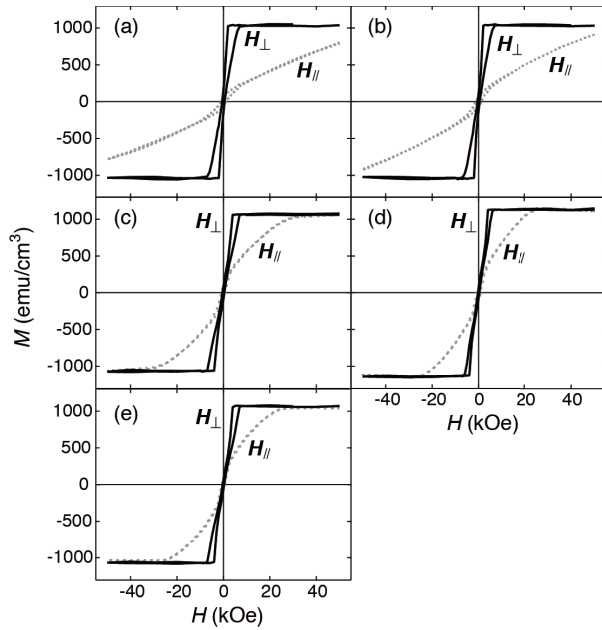 (a)
1000
500
0
-500
-1000
H⊥
H//
(b)
H⊥
H//
(c)
1000
500
0
-500
-1000
H⊥
H//
(d)
H⊥
H//
-40 -20 0 20 40
H (kOe)
(e)
1000
500
0
-500
-1000
H⊥
H//
-40 -20 0 20 40
H (kOe)
M (emu/cm³)